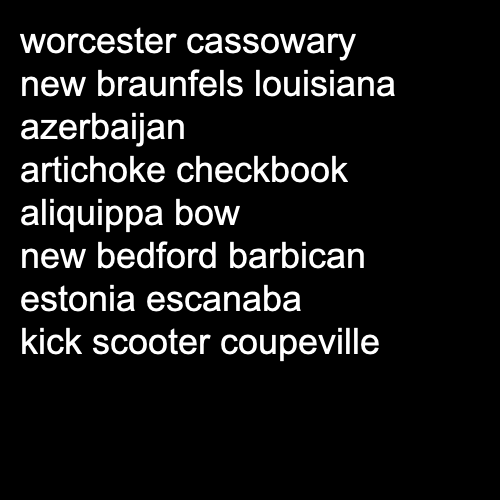 worcester cassowary
new braunfels louisiana
azerbaijan
artichoke checkbook
aliquippa bow
new bedford barbican
estonia escanaba
kick scooter coupeville